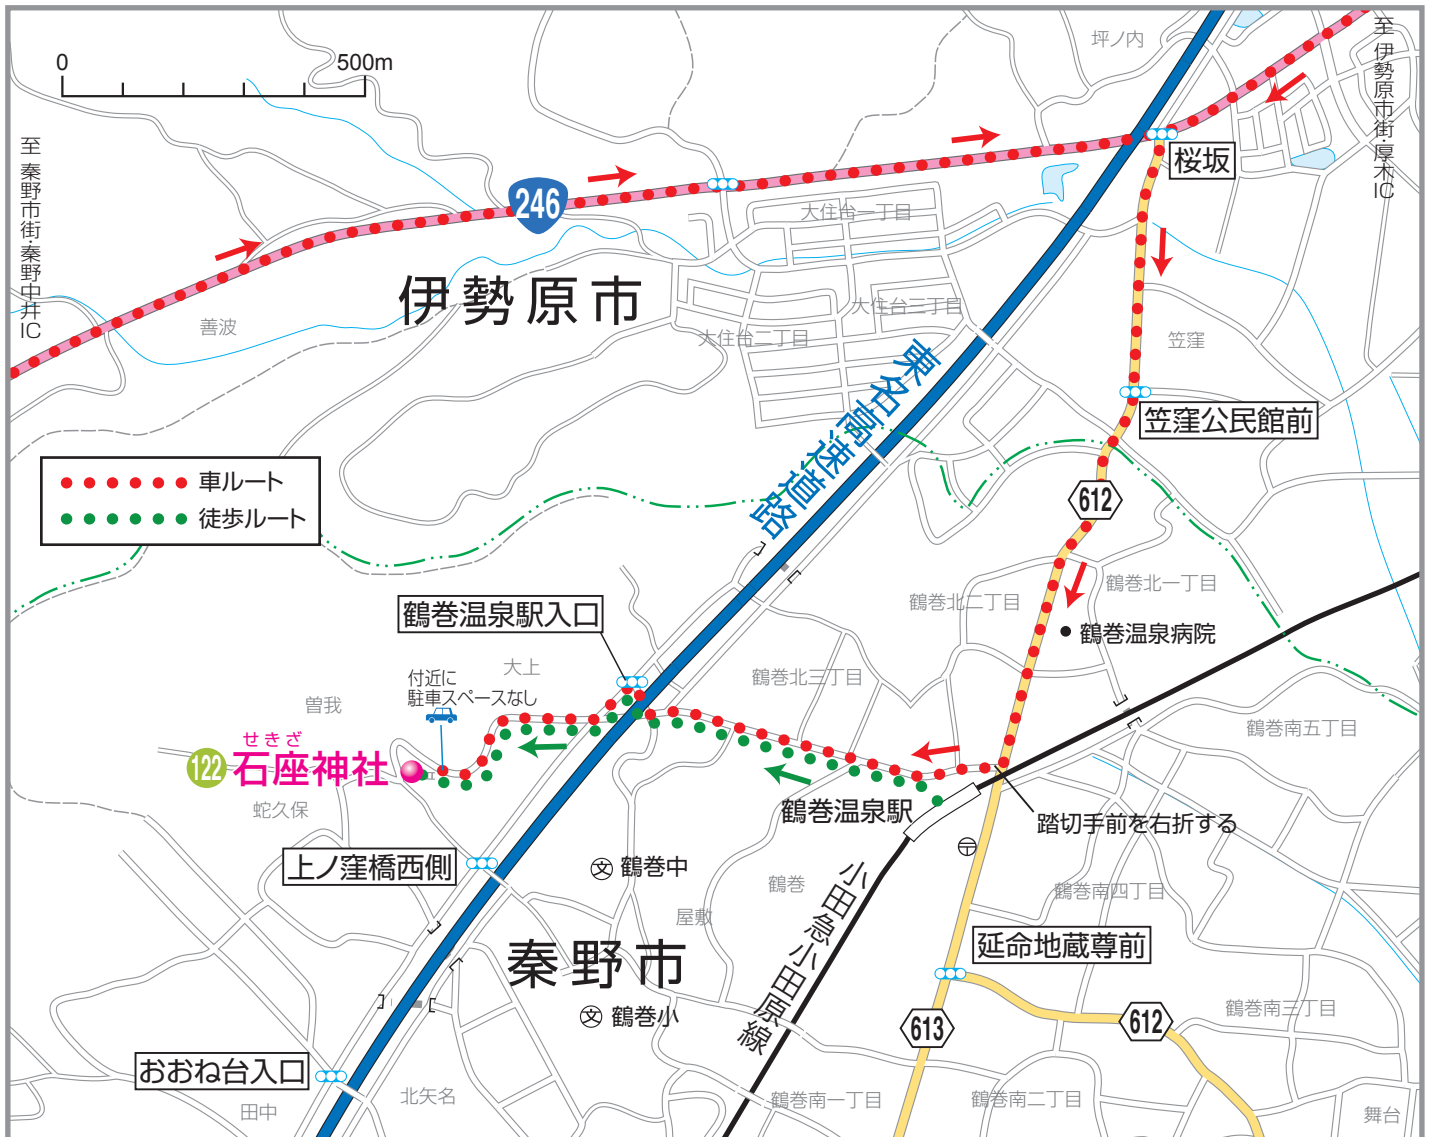 0
500m
坪ノ内
至 伊勢原市街・厚木IC
至 秦野市街・秦野中井IC
桜坂
246
大住台一丁目
伊勢原市
大住台三丁目
大住台二丁目
善波
笠窪
東名高速道路
笠窪公民館前
車ルート
徒歩ルート
612
鶴巻北一丁目
鶴巻北二丁目
鶴巻温泉駅入口
鶴巻温泉病院
大上
付近に
駐車スペースなし
鶴巻北三丁目
曽我
鶴巻南五丁目
せきざ
122 石座神社
蛇久保
鶴巻温泉駅
踏切手前を右折する
上ノ窪橋西側
文 鶴巻中
鶴巻
小田急小田原線
鶴巻南四丁目
屋敷
延命地蔵尊前
秦野市
文 鶴巻小
鶴巻南三丁目
613
612
おおね台入口
北矢名
田中
鶴巻南一丁目
鶴巻南二丁目
舞台